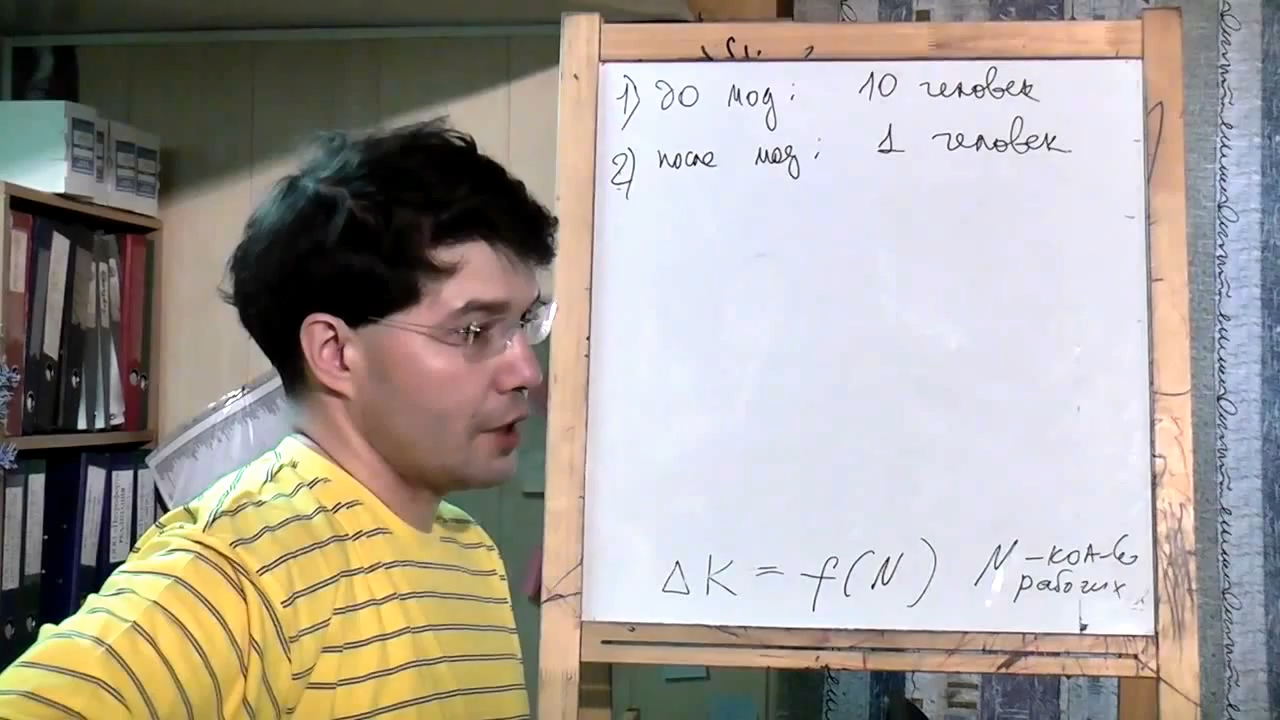 1) до мод: 10 человек
2) после мод: 1 человек
ΔK = f(N) N - кол-во
рабочих